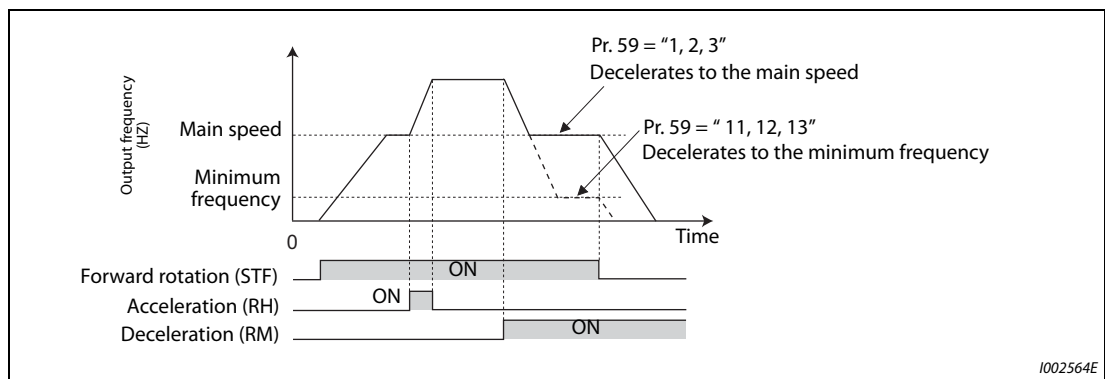 Pr. 59 = “1, 2, 3”
Decelerates to the main speed
Output frequency
(HZ)
Main speed
Pr. 59 = “ 11, 12, 13”
Decelerates to the minimum frequency
Minimum
frequency
0
Time
Forward rotation (STF)
ON
Acceleration (RH)
ON
Deceleration (RM)
ON
I002564E